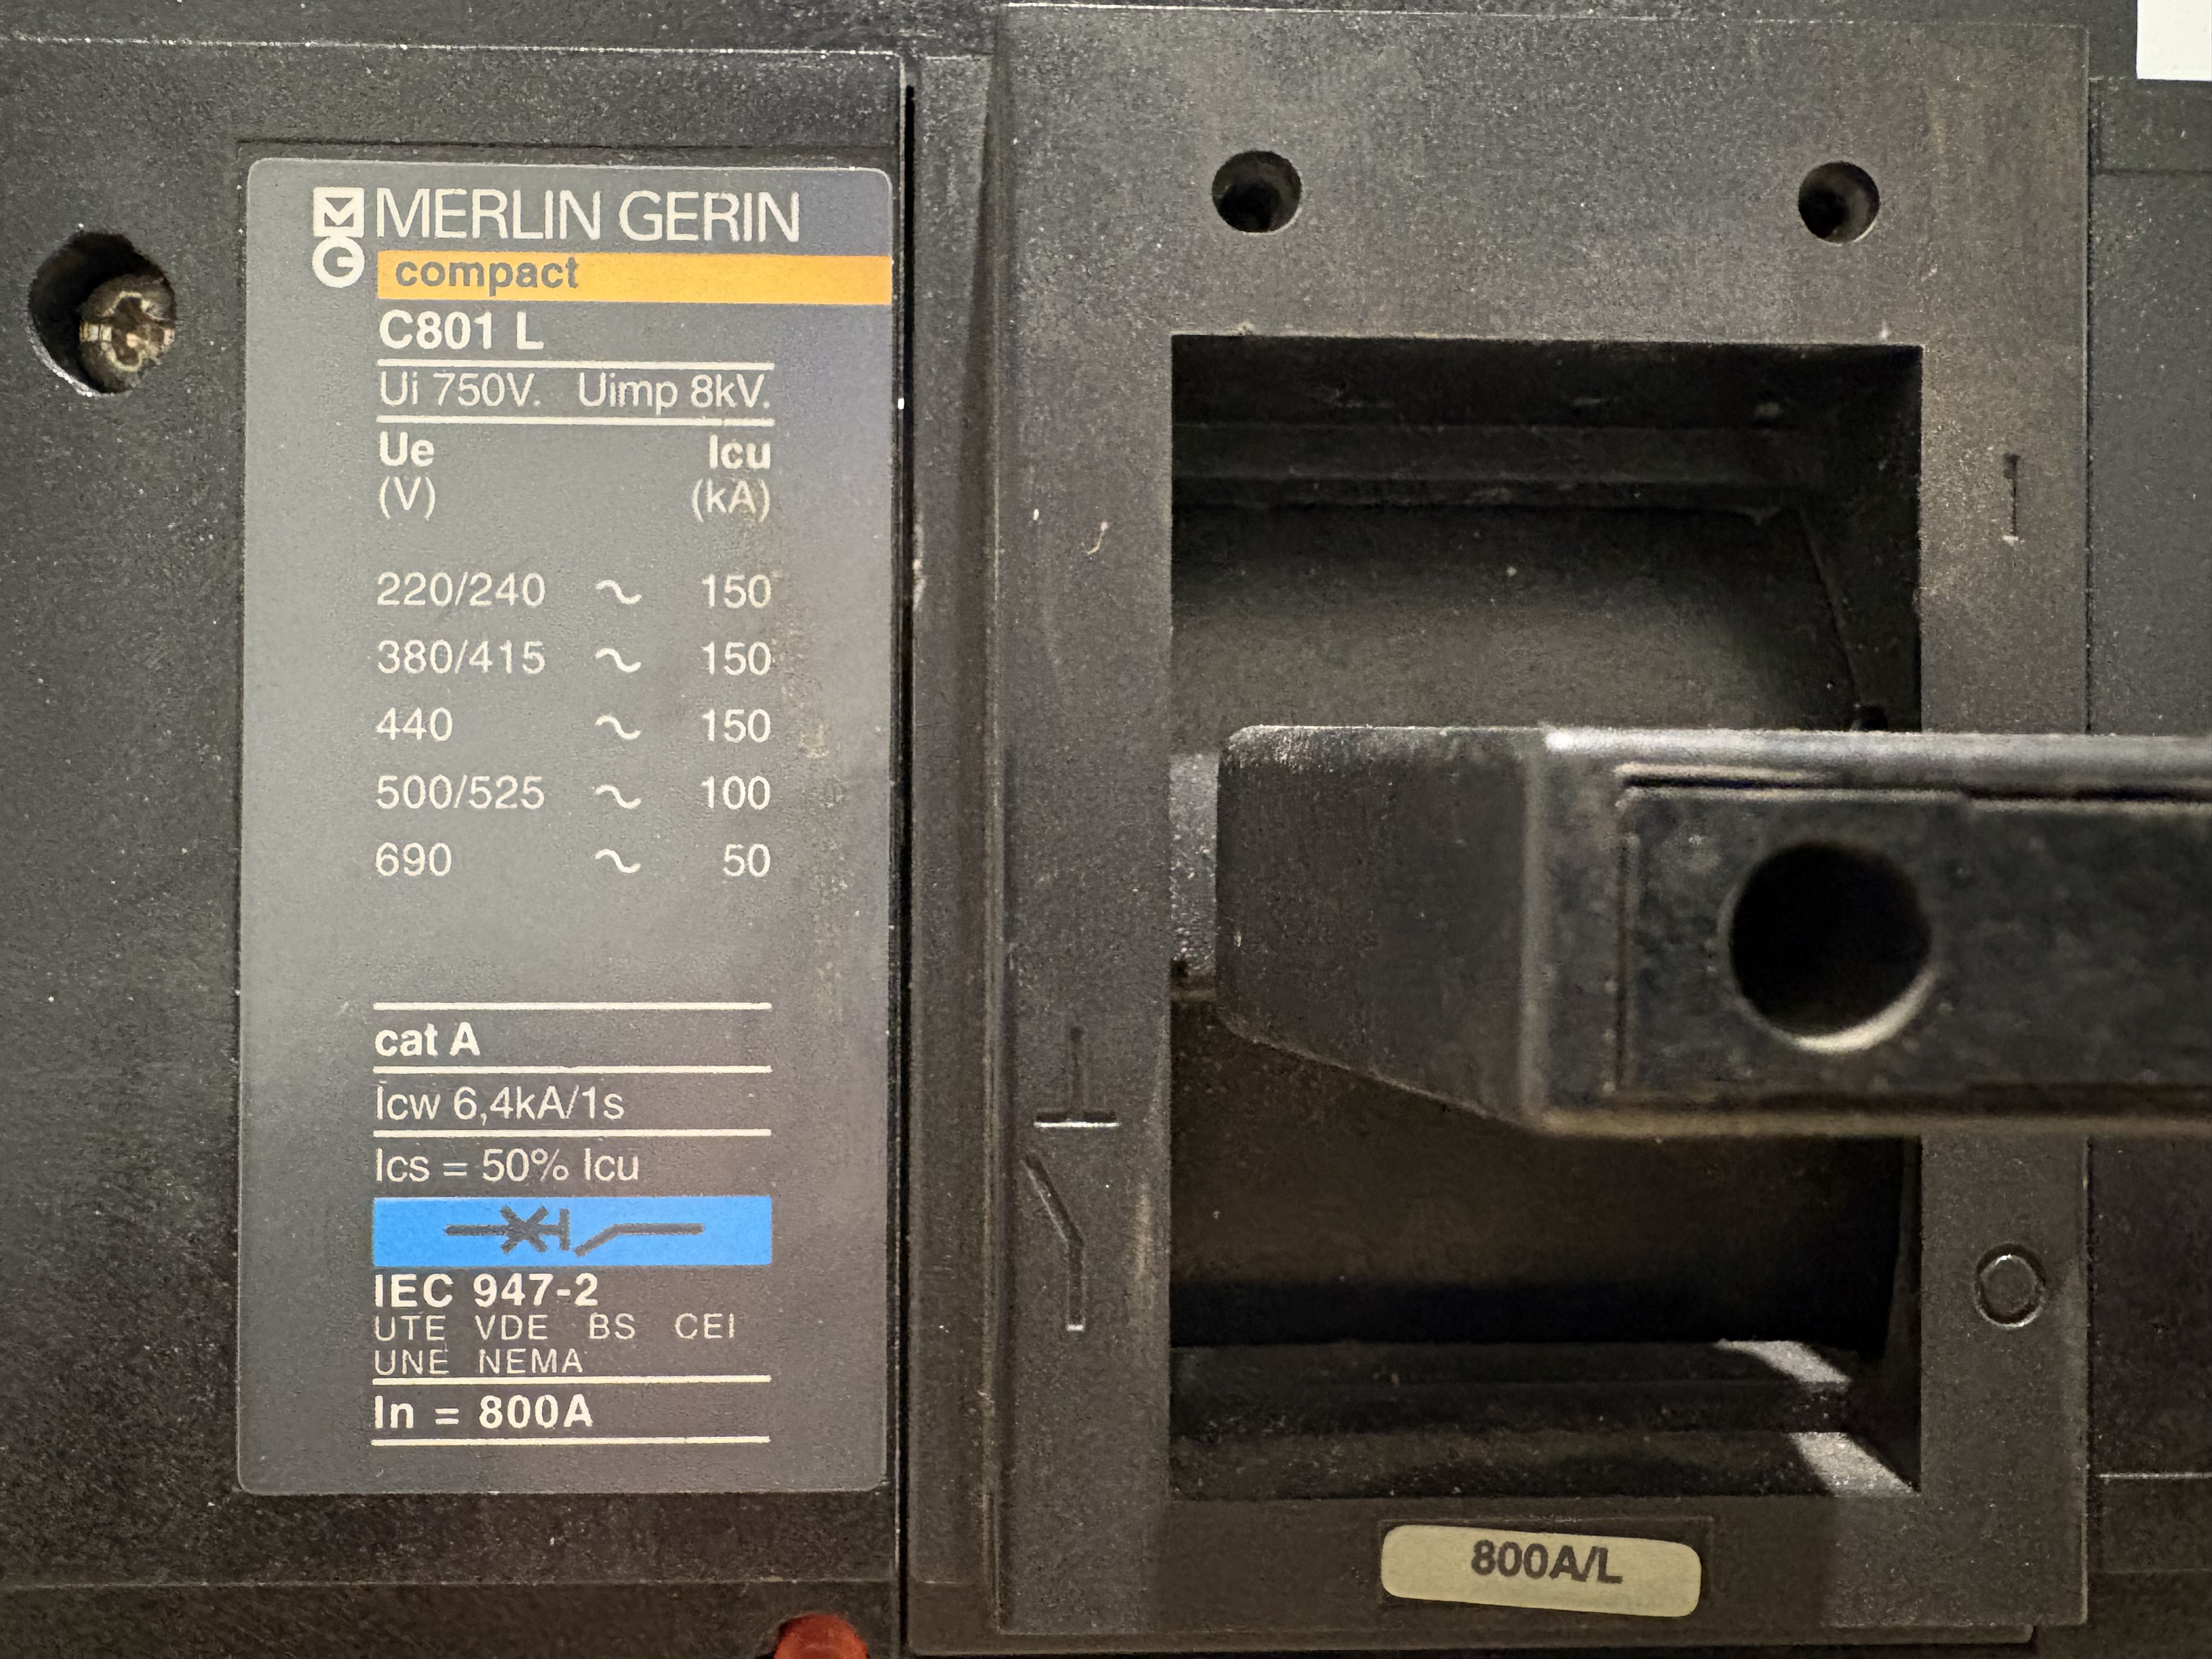 MERLIN GERIN
compact
C801 L
Ui 750V. Uimp 8kV.
Ue Icu
(V) (kA)
220/240 ~ 150
380/415 ~ 150
440 ~ 150
500/525 ~ 100
690 ~ 50
cat A
Icw 6,4kA/1s
Ics = 50% Icu
IEC 947-2
UTE VDE BS CEI
UNE NEMA
In = 800A
I
O
800A/L